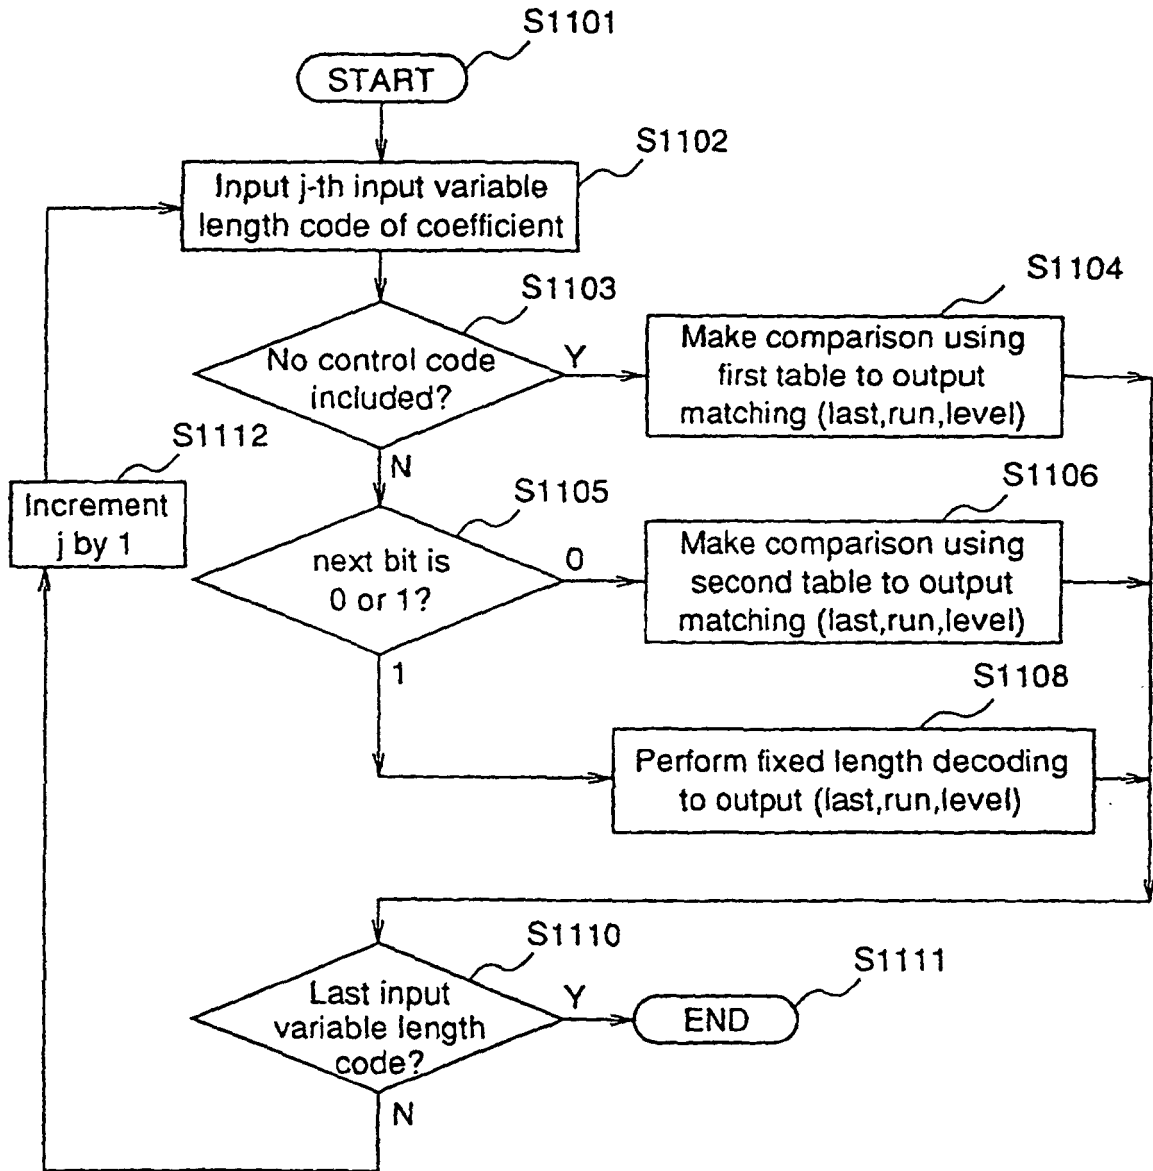 S1101
START
S1102
Input j-th input variable
length code of coefficient
S1103
No control code
included?
Y
N
S1104
Make comparison using
first table to output
matching (last,run,level)
S1112
Increment
j by 1
S1105
next bit is
0 or 1?
0
1
S1106
Make comparison using
second table to output
matching (last,run,level)
S1108
Perform fixed length decoding
to output (last,run,level)
S1110
Last input
variable length
code?
Y
N
S1111
END